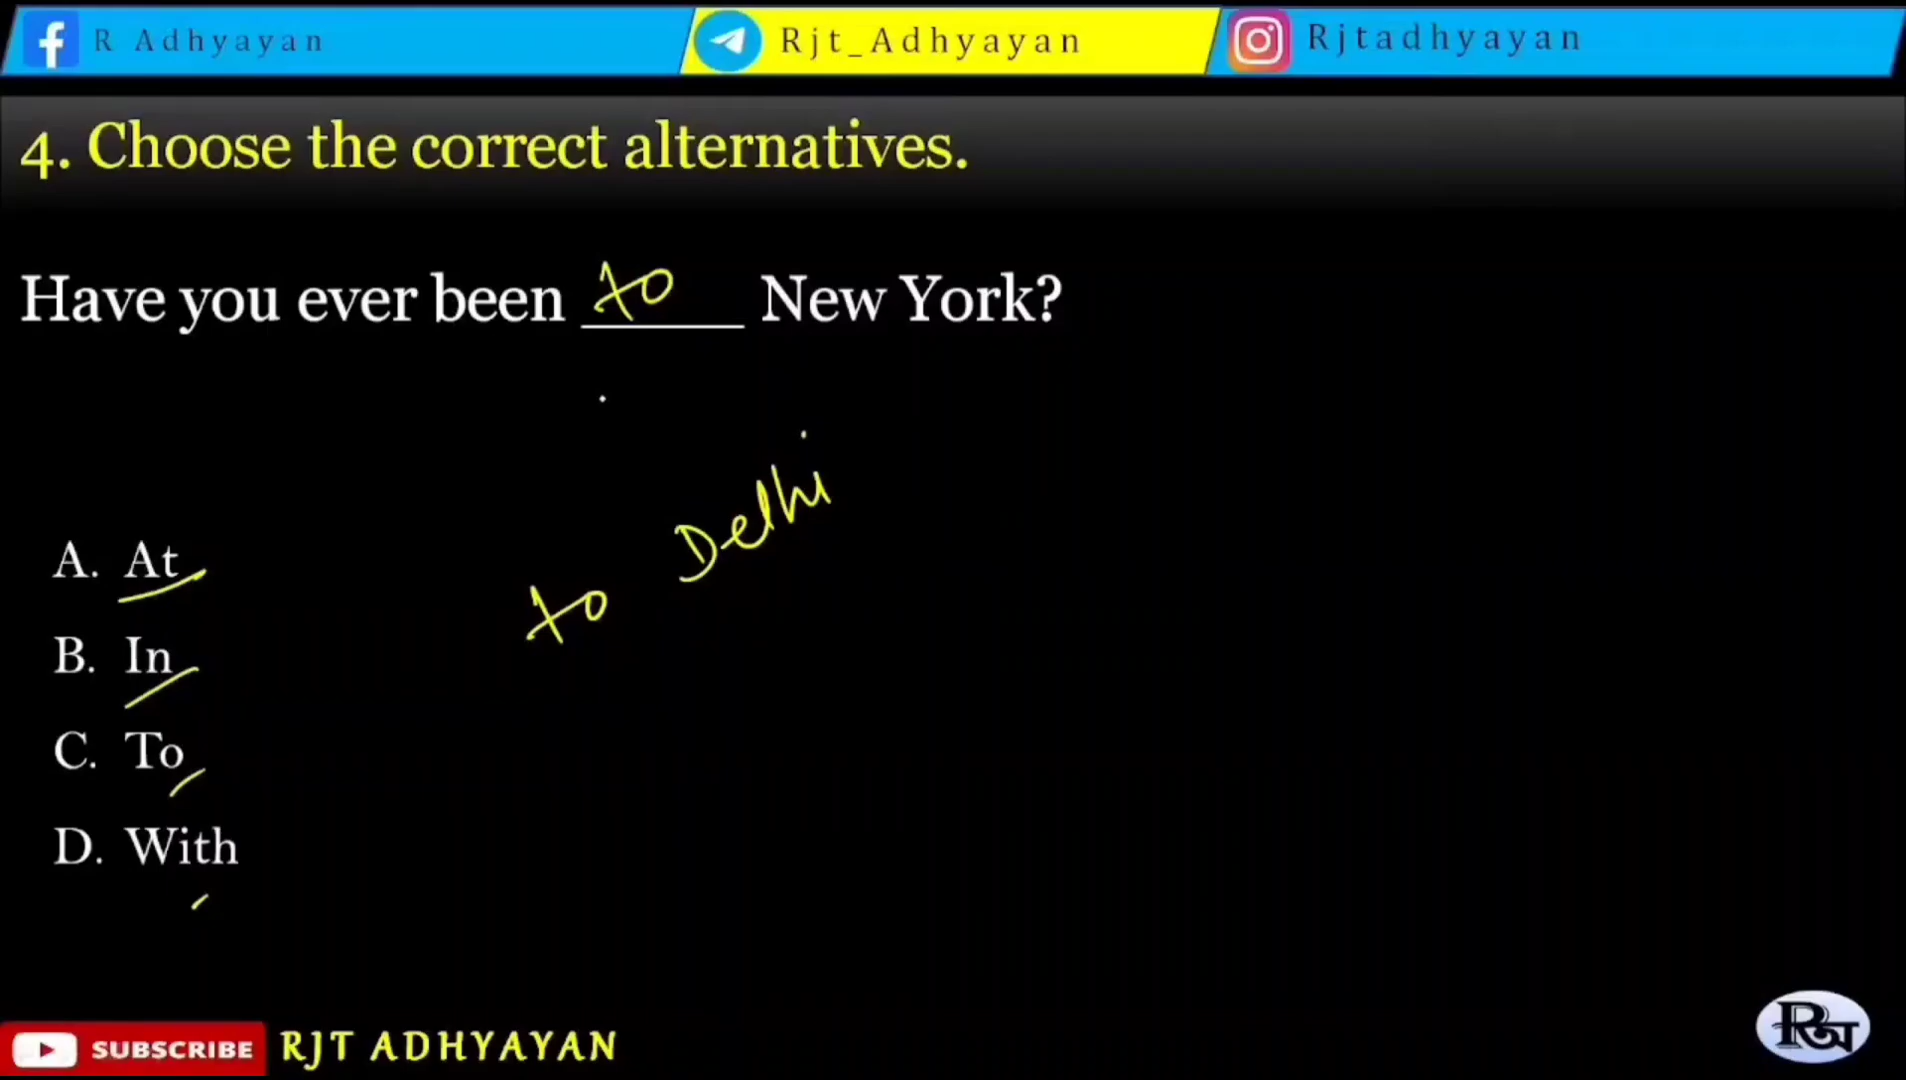 R Adhyayan Rjt_Adhyayan Rjtadhyayan
4. Choose the correct alternatives.
Have you ever been to New York?
to Delhi
A. At
B. In
C. To
D. With
SUBSCRIBE RJT ADHYAYAN